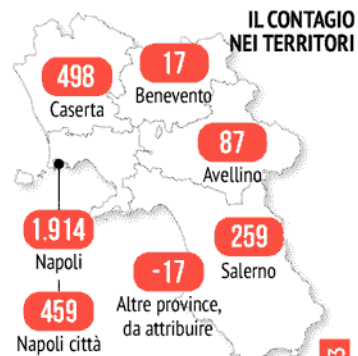 IL CONTAGIO
NEI TERRITORI
498
Caserta
17
Benevento
87
Avellino
1.914
Napoli
459
Napoli città
-17
Altre province,
da attribuire
259
Salerno